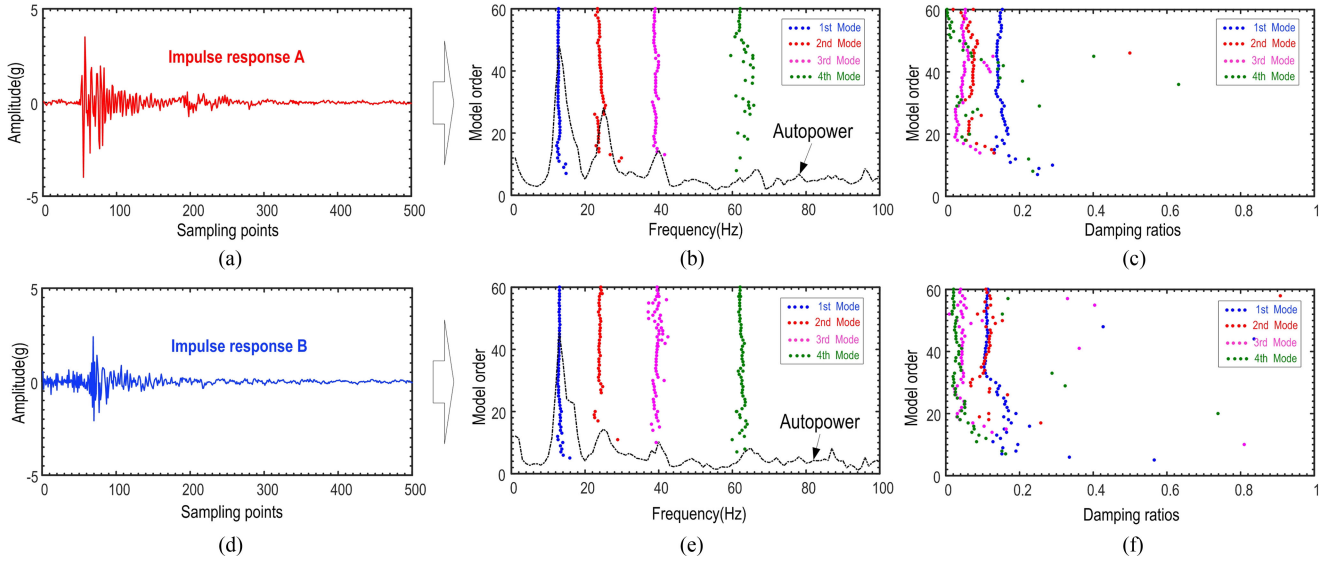 Amplitude(g)
5
0
-5
Impulse response A
0 100 200 300 400 500
Sampling points
(a)
Model order
60
40
20
0
1st Mode
2nd Mode
3rd Mode
4th Mode
Autopower
0 20 40 60 80 100
Frequency(Hz)
(b)
Model order
60
40
20
0
1st Mode
2nd Mode
3rd Mode
4th Mode
0 0.2 0.4 0.6 0.8 1
Damping ratios
(c)
Amplitude(g)
5
0
-5
Impulse response B
0 100 200 300 400 500
Sampling points
(d)
Model order
60
40
20
0
1st Mode
2nd Mode
3rd Mode
4th Mode
Autopower
0 20 40 60 80 100
Frequency(Hz)
(e)
Model order
60
40
20
0
1st Mode
2nd Mode
3rd Mode
4th Mode
0 0.2 0.4 0.6 0.8 1
Damping ratios
(f)